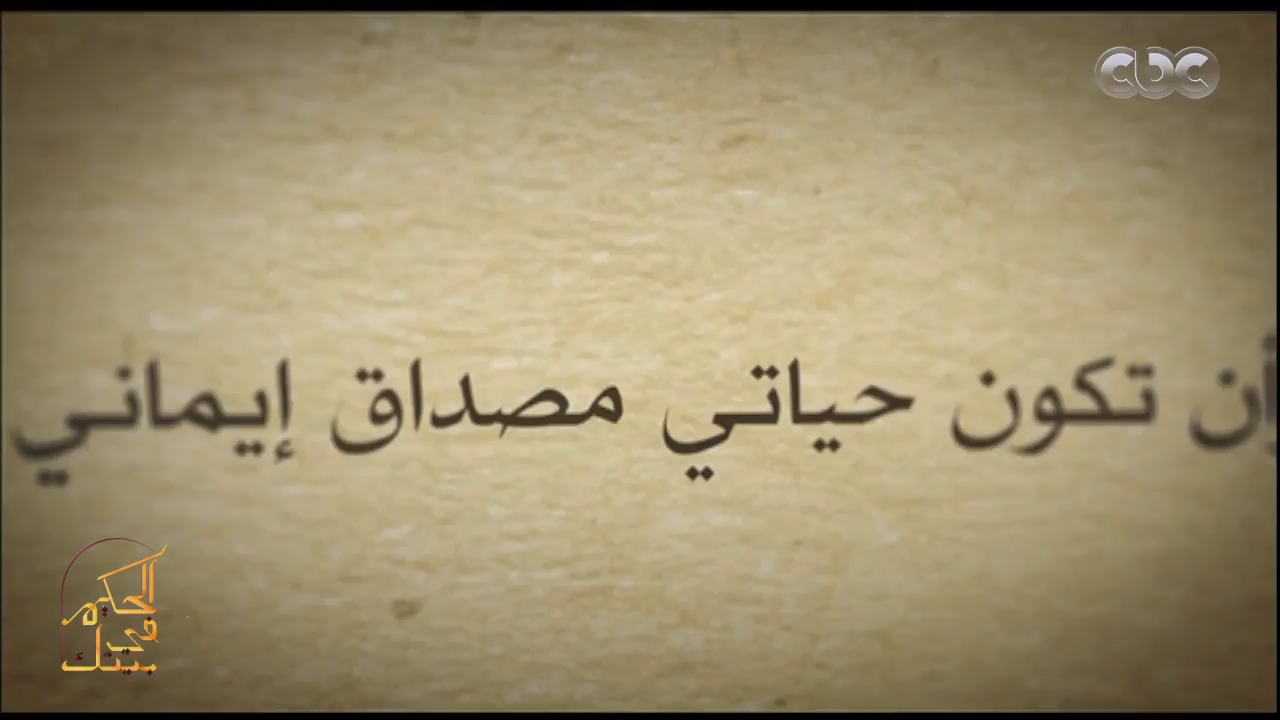 cbc
أن تكون حياتي مصداق إيماني
الحكيم
في
بيتك